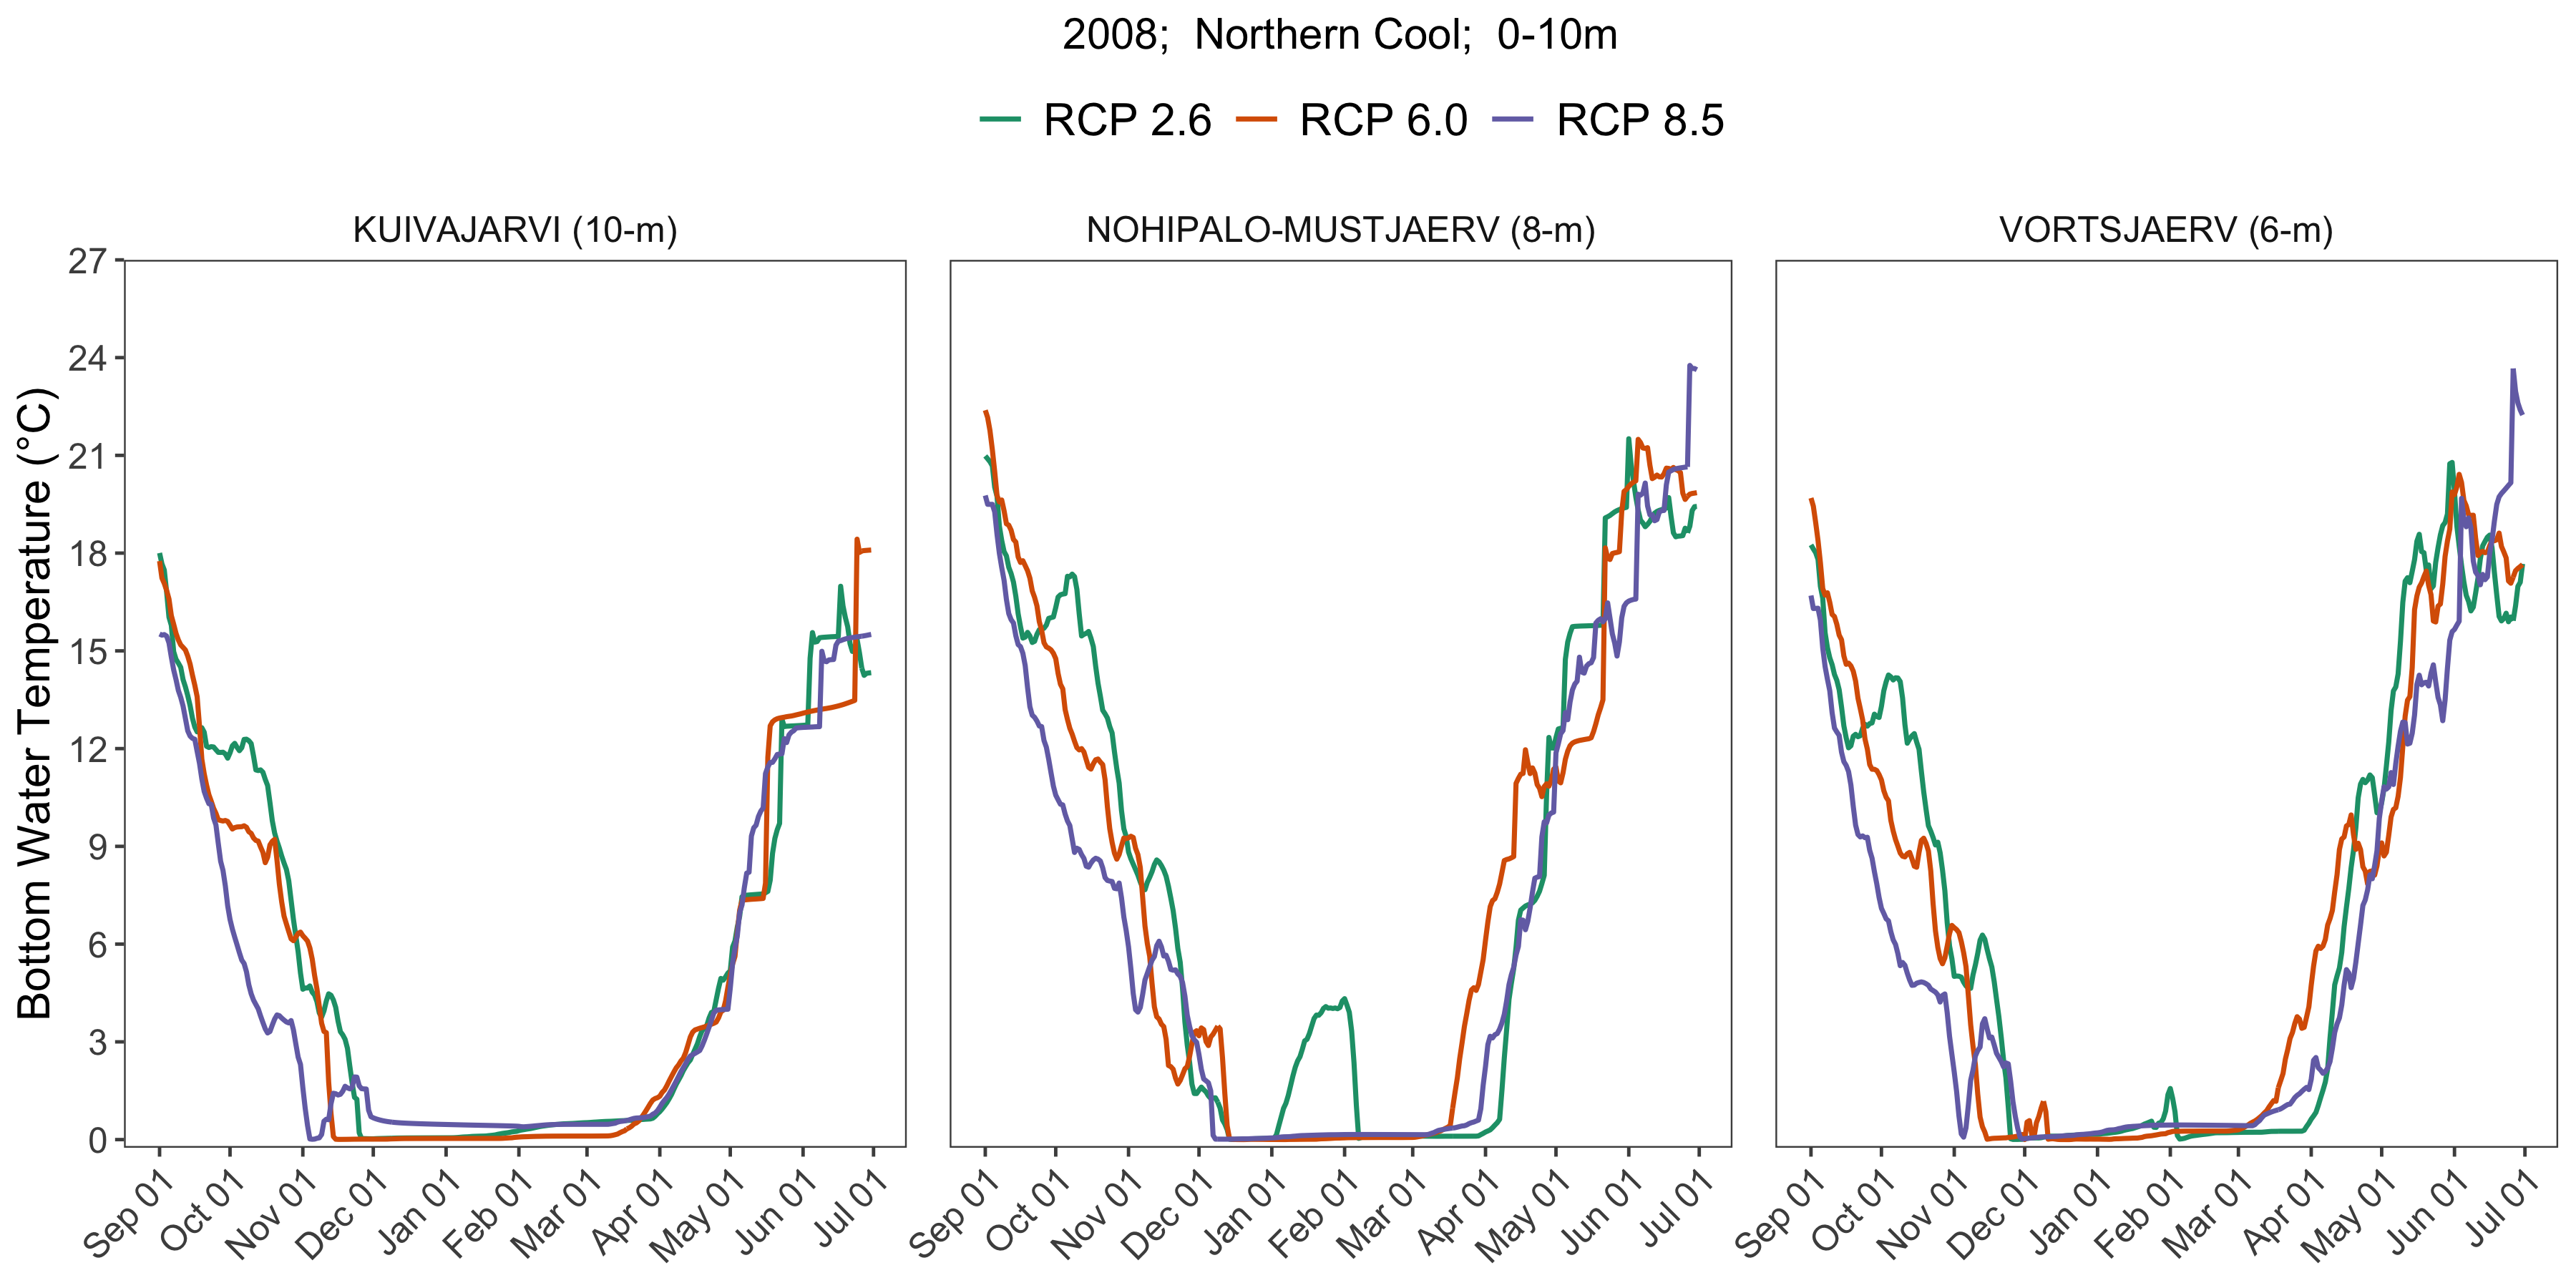 2008;  Northern Cool;  0-10m
RCP 2.6 RCP 6.0 RCP 8.5
KUIVAJARVI (10-m) NOHIPALO-MUSTJAERV (8-m) VORTSJAERV (6-m)
Bottom Water Temperature (°C)
27
24
21
18
15
12
9
6
3
0
Sep 01 Oct 01 Nov 01 Dec 01 Jan 01 Feb 01 Mar 01 Apr 01 May 01 Jun 01 Jul 01 Sep 01 Oct 01 Nov 01 Dec 01 Jan 01 Feb 01 Mar 01 Apr 01 May 01 Jun 01 Jul 01 Sep 01 Oct 01 Nov 01 Dec 01 Jan 01 Feb 01 Mar 01 Apr 01 May 01 Jun 01 Jul 01